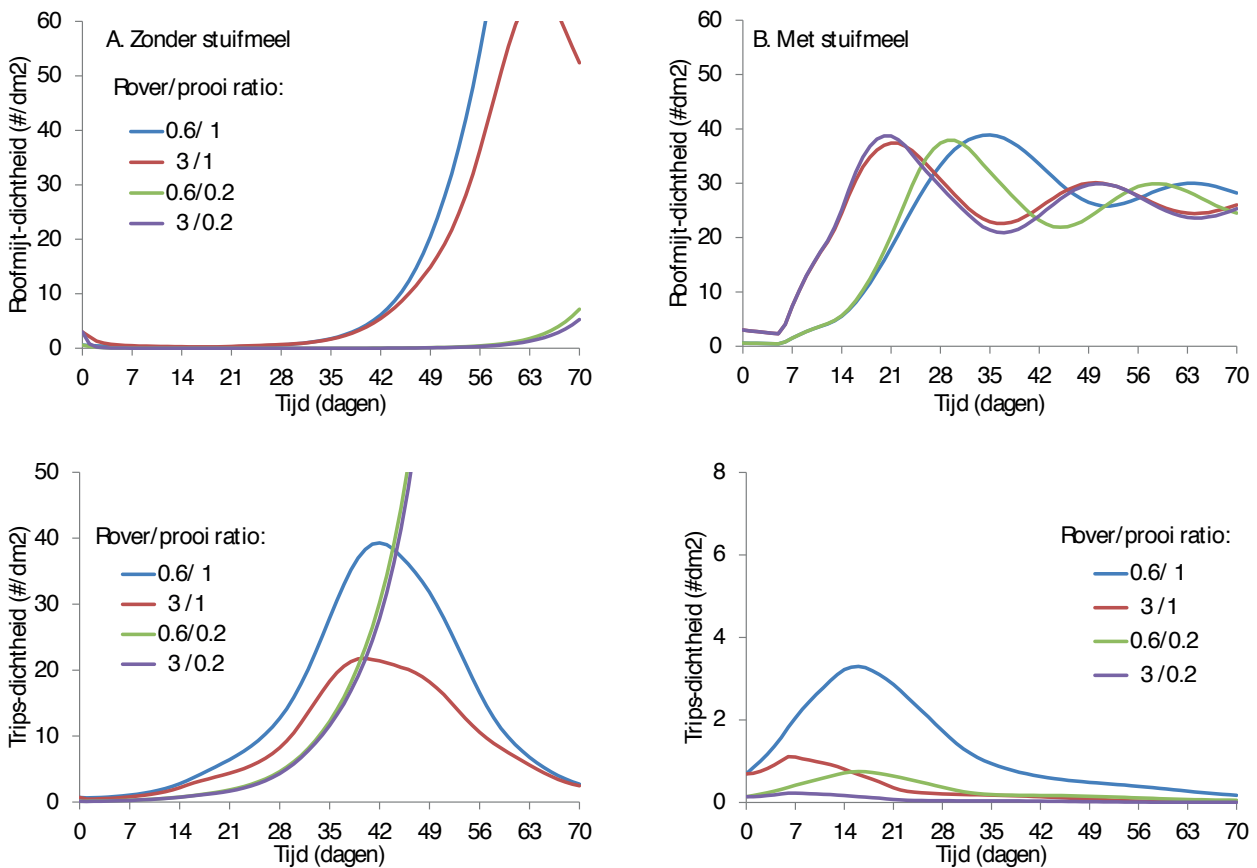 A. Zonder stuifmeel
Roofmijt-dichtheid (#/dm2)
60
50
40
30
20
10
0
Rover/prooi ratio:
0.6/ 1
3 / 1
0.6/0.2
3 / 0.2
0 7 14 21 28 35 42 49 56 63 70
Tijd (dagen)
B. Met stuifmeel
Roofmijt-dichtheid (#dm2)
60
50
40
30
20
10
0
0 7 14 21 28 35 42 49 56 63 70
Tijd (dagen)
Trips-dichtheid (#/dm2)
50
40
30
20
10
0
Rover/prooi ratio:
0.6/ 1
3 / 1
0.6/0.2
3 / 0.2
0 7 14 21 28 35 42 49 56 63 70
Tijd (dagen)
Trips-dichtheid (#dm2)
8
6
4
2
0
Rover/prooi ratio:
0.6/ 1
3 / 1
0.6/0.2
3 / 0.2
0 7 14 21 28 35 42 49 56 63 70
Tijd (dagen)